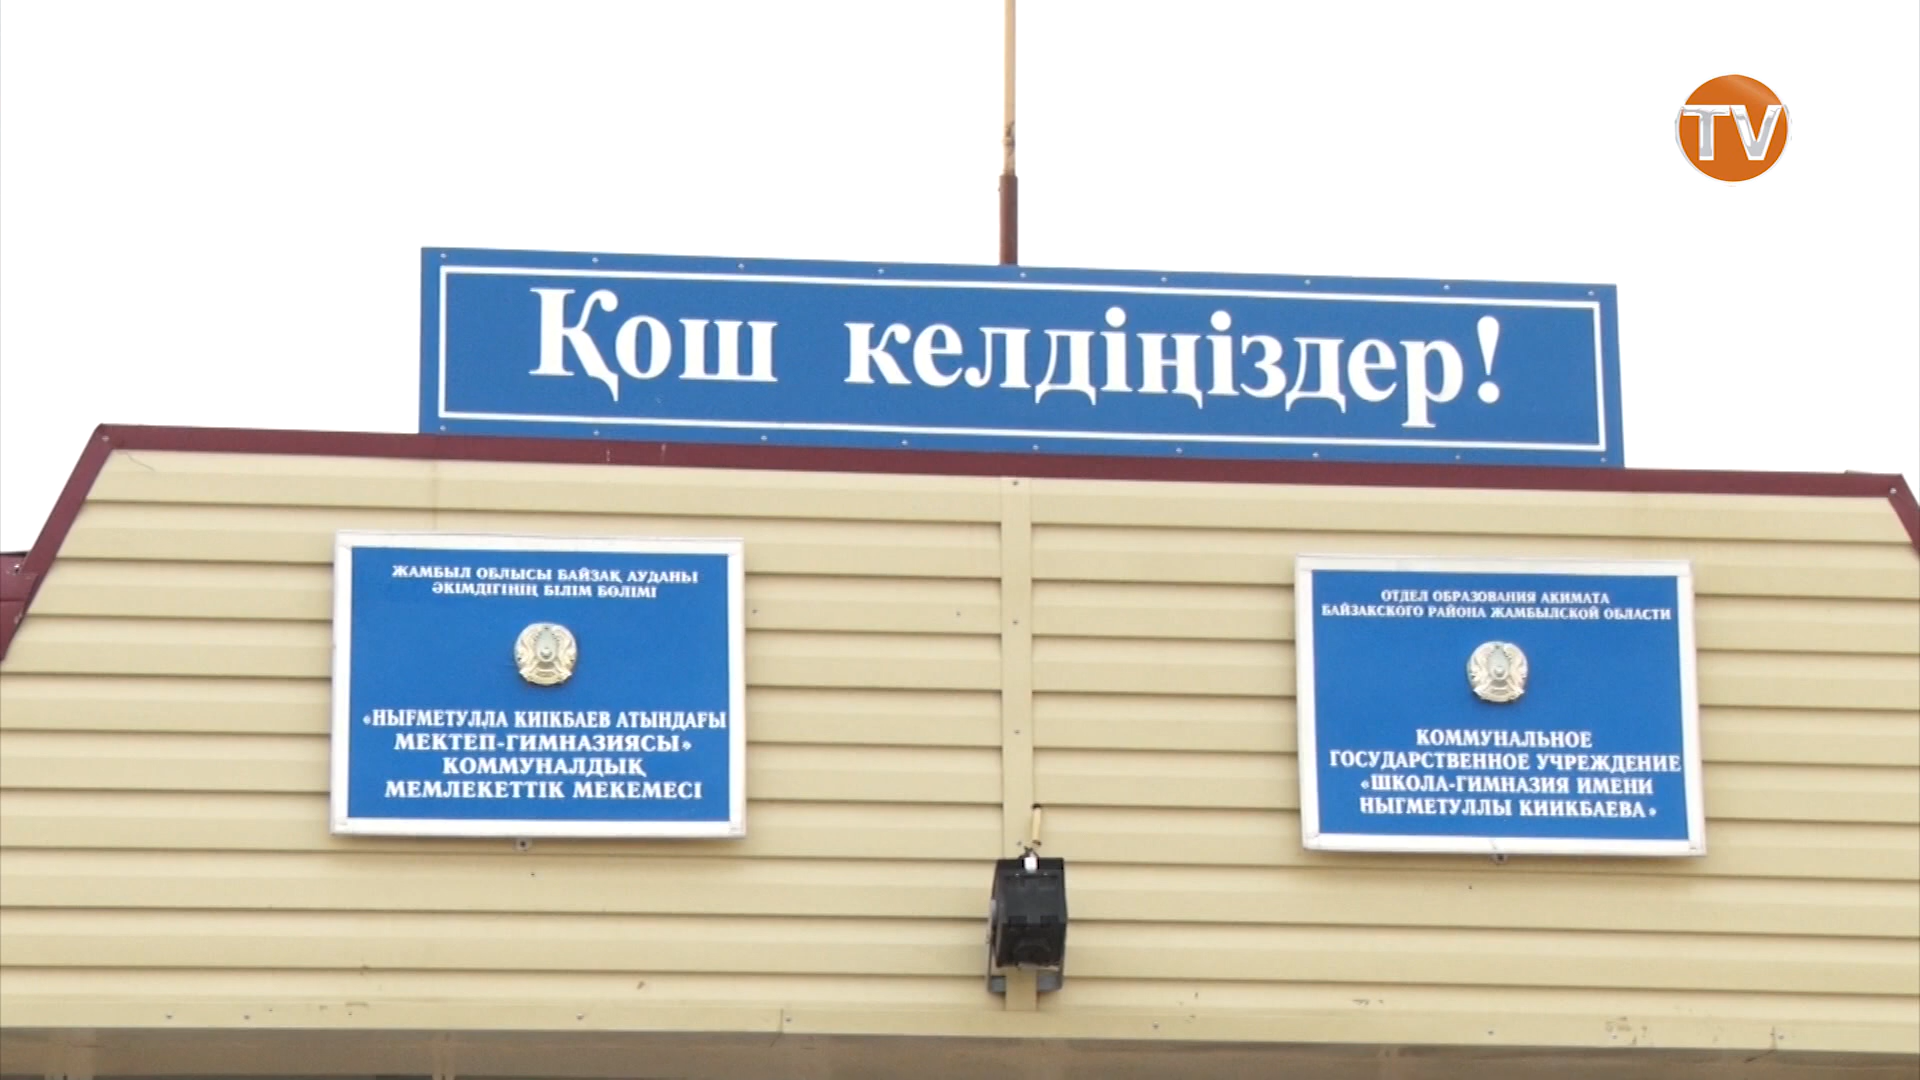 TV
Қош келдіңіздер!
ЖАМБЫЛ ОБЛЫСЫ БАЙЗАҚ АУДАНЫ
ӘКІМДІГІНІҢ БІЛІМ БӨЛІМІ
«НЫҒМЕТУЛЛА КИІКБАЕВ АТЫНДАҒЫ
МЕКТЕП-ГИМНАЗИЯСЫ»
КОММУНАЛДЫҚ
МЕМЛЕКЕТТІК МЕКЕМЕСІ
ОТДЕЛ ОБРАЗОВАНИЯ АКИМАТА
БАЙЗАКСКОГО РАЙОНА ЖАМБЫЛСКОЙ ОБЛАСТИ
КОММУНАЛЬНОЕ
ГОСУДАРСТВЕННОЕ УЧРЕЖДЕНИЕ
«ШКОЛА-ГИМНАЗИЯ ИМЕНИ
НЫГМЕТУЛЛЫ КИИКБАЕВА»